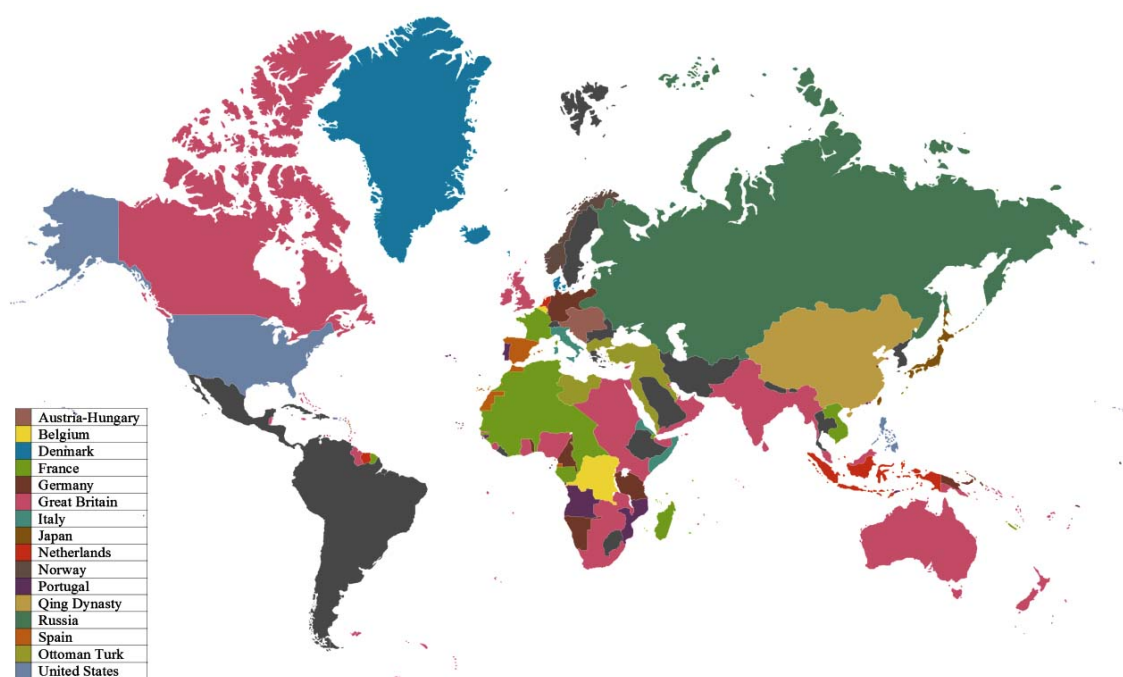 Austria-Hungary
Belgium
Denmark
France
Germany
Great Britain
Italy
Japan
Netherlands
Norway
Portugal
Qing Dynasty
Russia
Spain
Ottoman Turk
United States